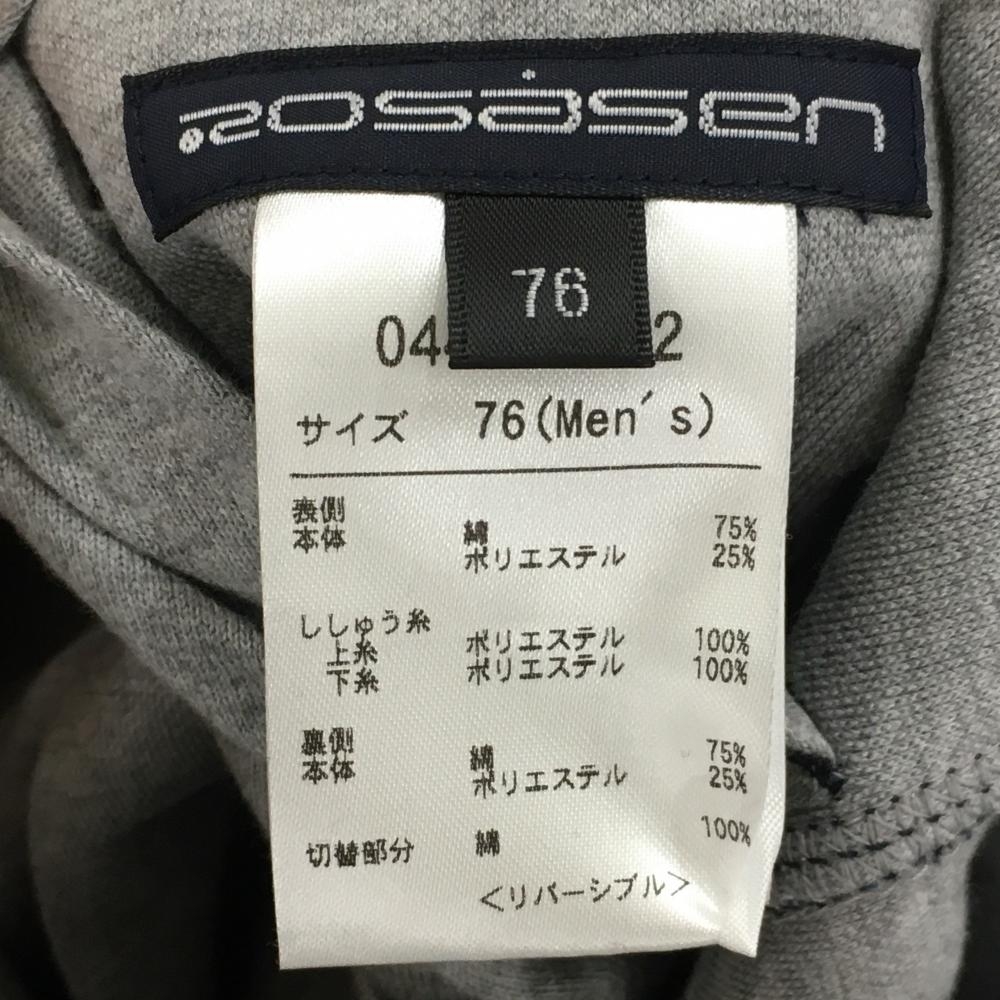 rosasen
76
04 2
サイズ 76(Men's)
表側
本体 綿 75%
ポリエステル 25%
ししゅう糸
上糸 ポリエステル 100%
下糸 ポリエステル 100%
裏側
本体 綿 75%
ポリエステル 25%
切替部分 綿 100%
<リバーシブル>